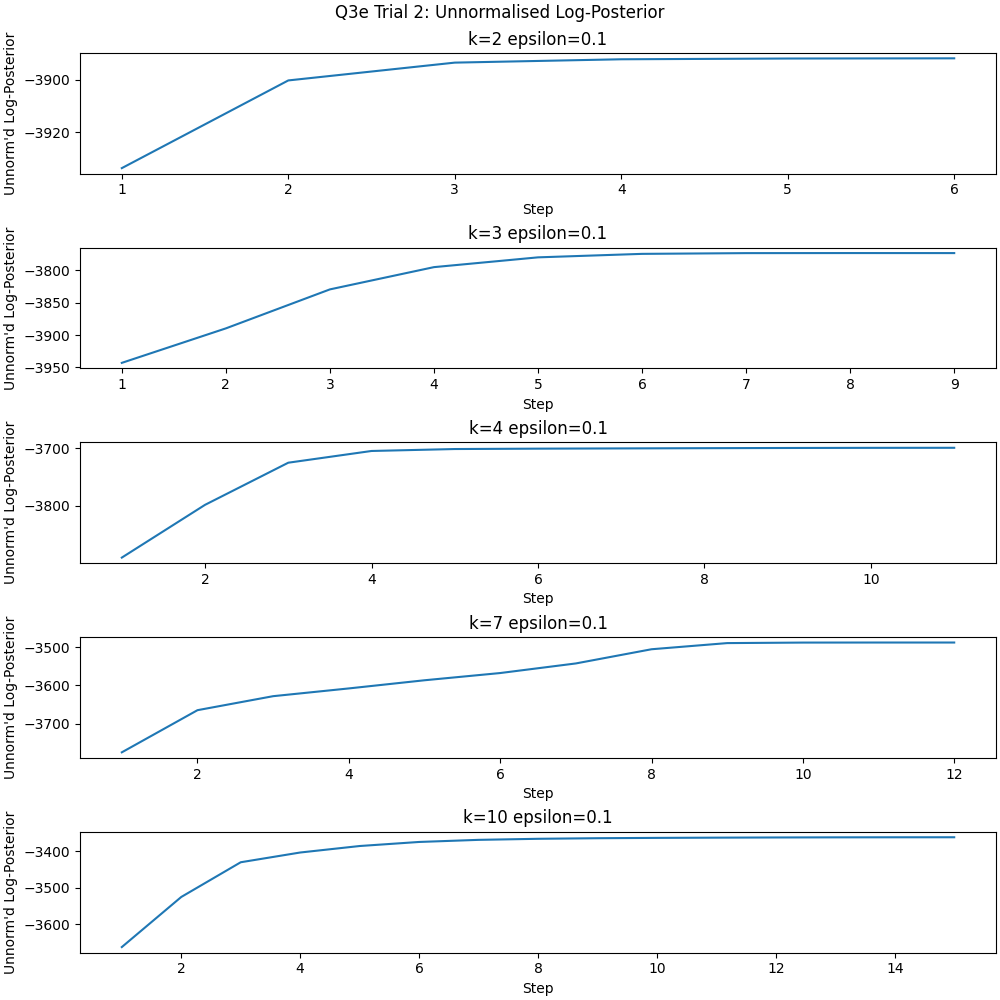 Q3e Trial 2: Unnormalised Log-Posterior
k=2 epsilon=0.1
Unnorm'd Log-Posterior
−3900
−3920
1 2 3 4 5 6
Step
k=3 epsilon=0.1
Unnorm'd Log-Posterior
−3800
−3850
−3900
−3950
1 2 3 4 5 6 7 8 9
Step
k=4 epsilon=0.1
Unnorm'd Log-Posterior
−3700
−3800
2 4 6 8 10
Step
k=7 epsilon=0.1
Unnorm'd Log-Posterior
−3500
−3600
−3700
2 4 6 8 10 12
Step
k=10 epsilon=0.1
Unnorm'd Log-Posterior
−3400
−3500
−3600
2 4 6 8 10 12 14
Step